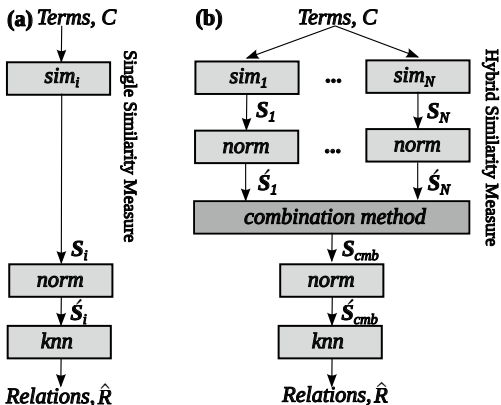 (a) Terms, C
sim_i
S_i
norm
Ś_i
knn
Relations, R̂
Single Similarity Measure
(b) Terms, C
sim_1 ... sim_N
S_1 S_N
norm ... norm
Ś_1 Ś_N
combination method
S_cmb
norm
Ś_cmb
knn
Relations, R̂
Hybrid Similarity Measure